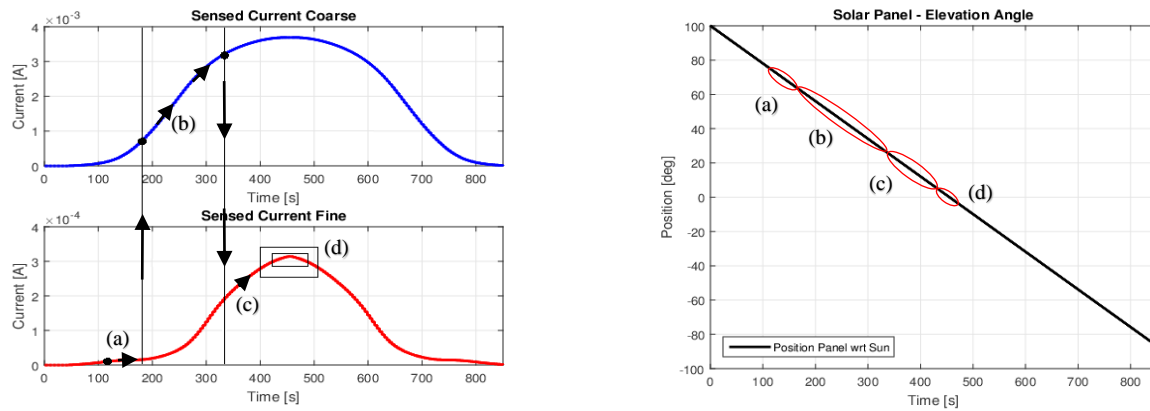 Sensed Current Coarse
×10-3
4
3
2
1
0
Current [A]
(b)
0 100 200 300 400 500 600 700 800
Time [s]
Sensed Current Fine
×10-4
4
2
0
Current [A]
(a)
(c)
(d)
0 100 200 300 400 500 600 700 800
Time [s]
Solar Panel - Elevation Angle
100
80
60
40
20
0
-20
-40
-60
-80
-100
Position [deg]
(a)
(b)
(c)
(d)
Position Panel wrt Sun
0 100 200 300 400 500 600 700 800
Time [s]